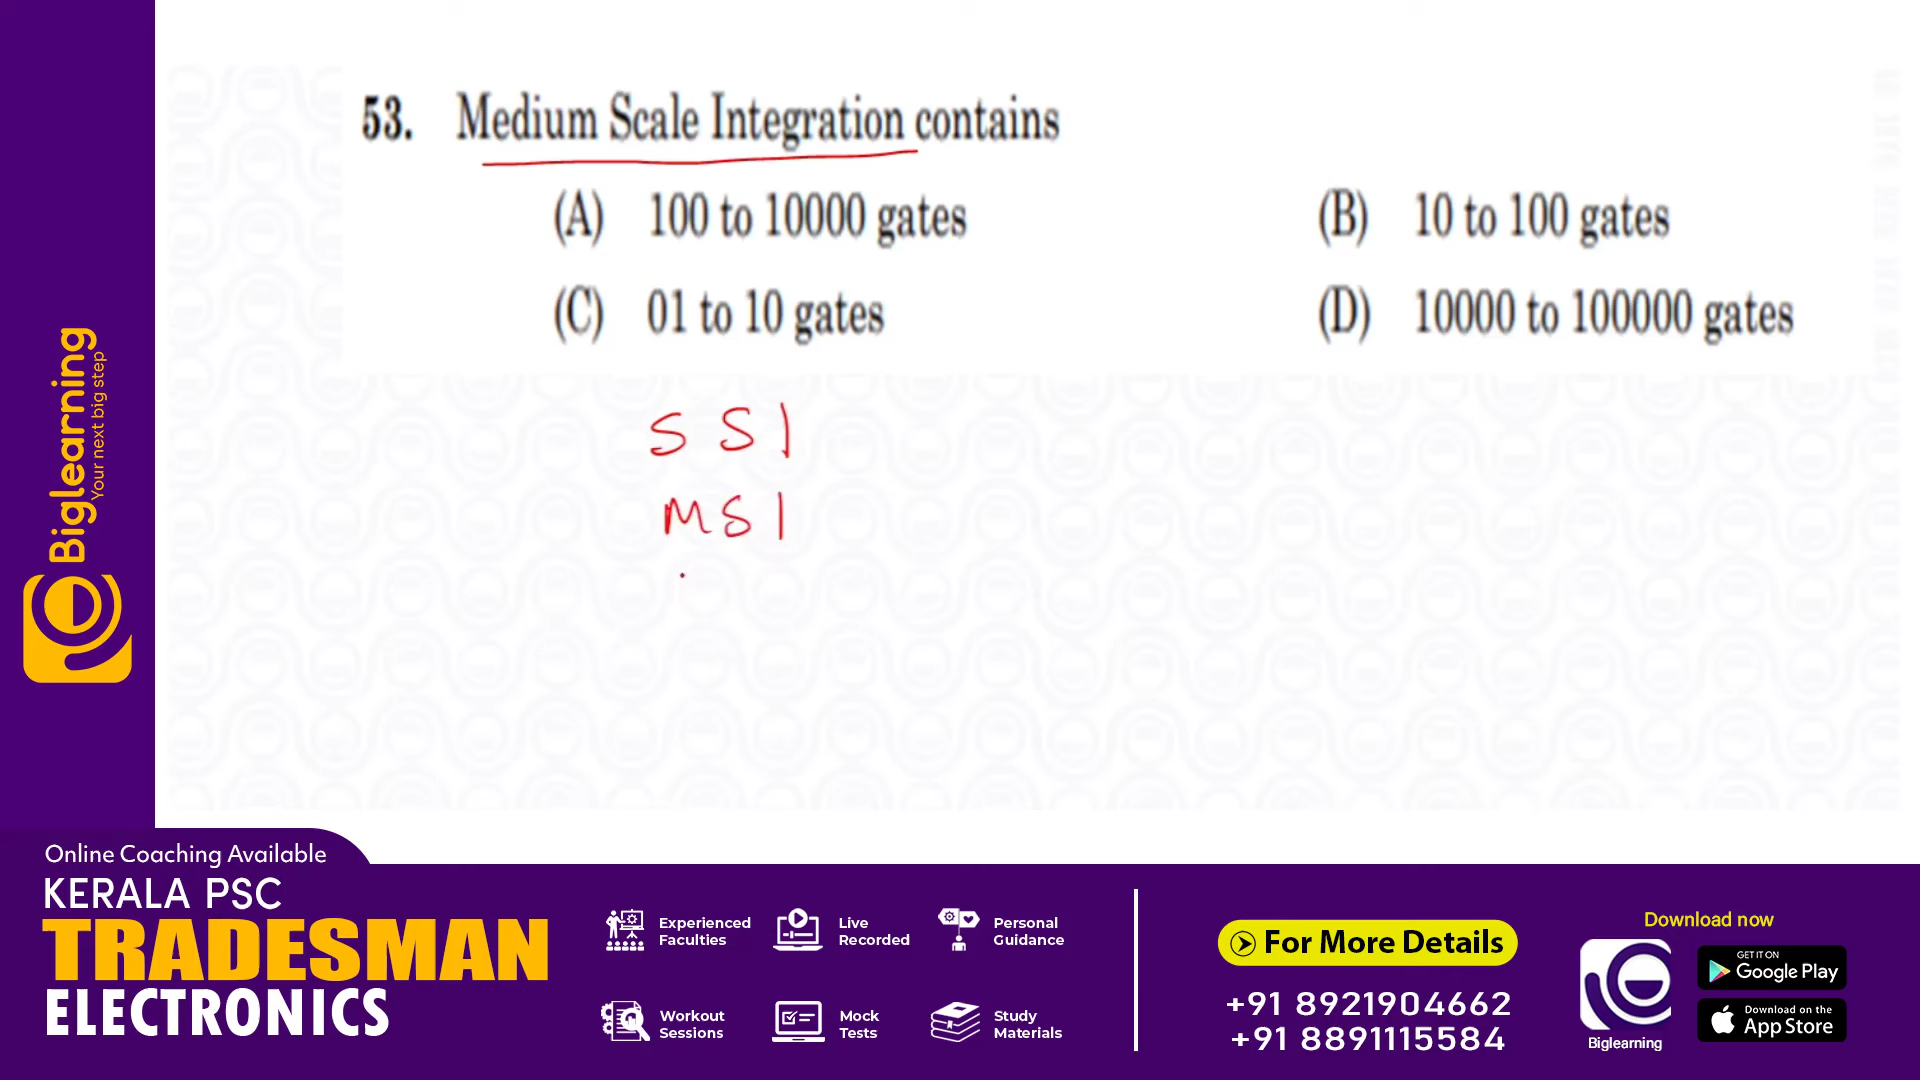 53. Medium Scale Integration contains
(A) 100 to 10000 gates
(B) 10 to 100 gates
(C) 01 to 10 gates
(D) 10000 to 100000 gates
S S I
M S I
Biglearning
Your next big step
Online Coaching Available
KERALA PSC
TRADESMAN
ELECTRONICS
Experienced
Faculties
Live
Recorded
Personal
Guidance
Workout
Sessions
Mock
Tests
Study
Materials
For More Details
+91 8921904662
+91 8891115584
Download now
Biglearning
GET IT ON
Google Play
Download on the
App Store